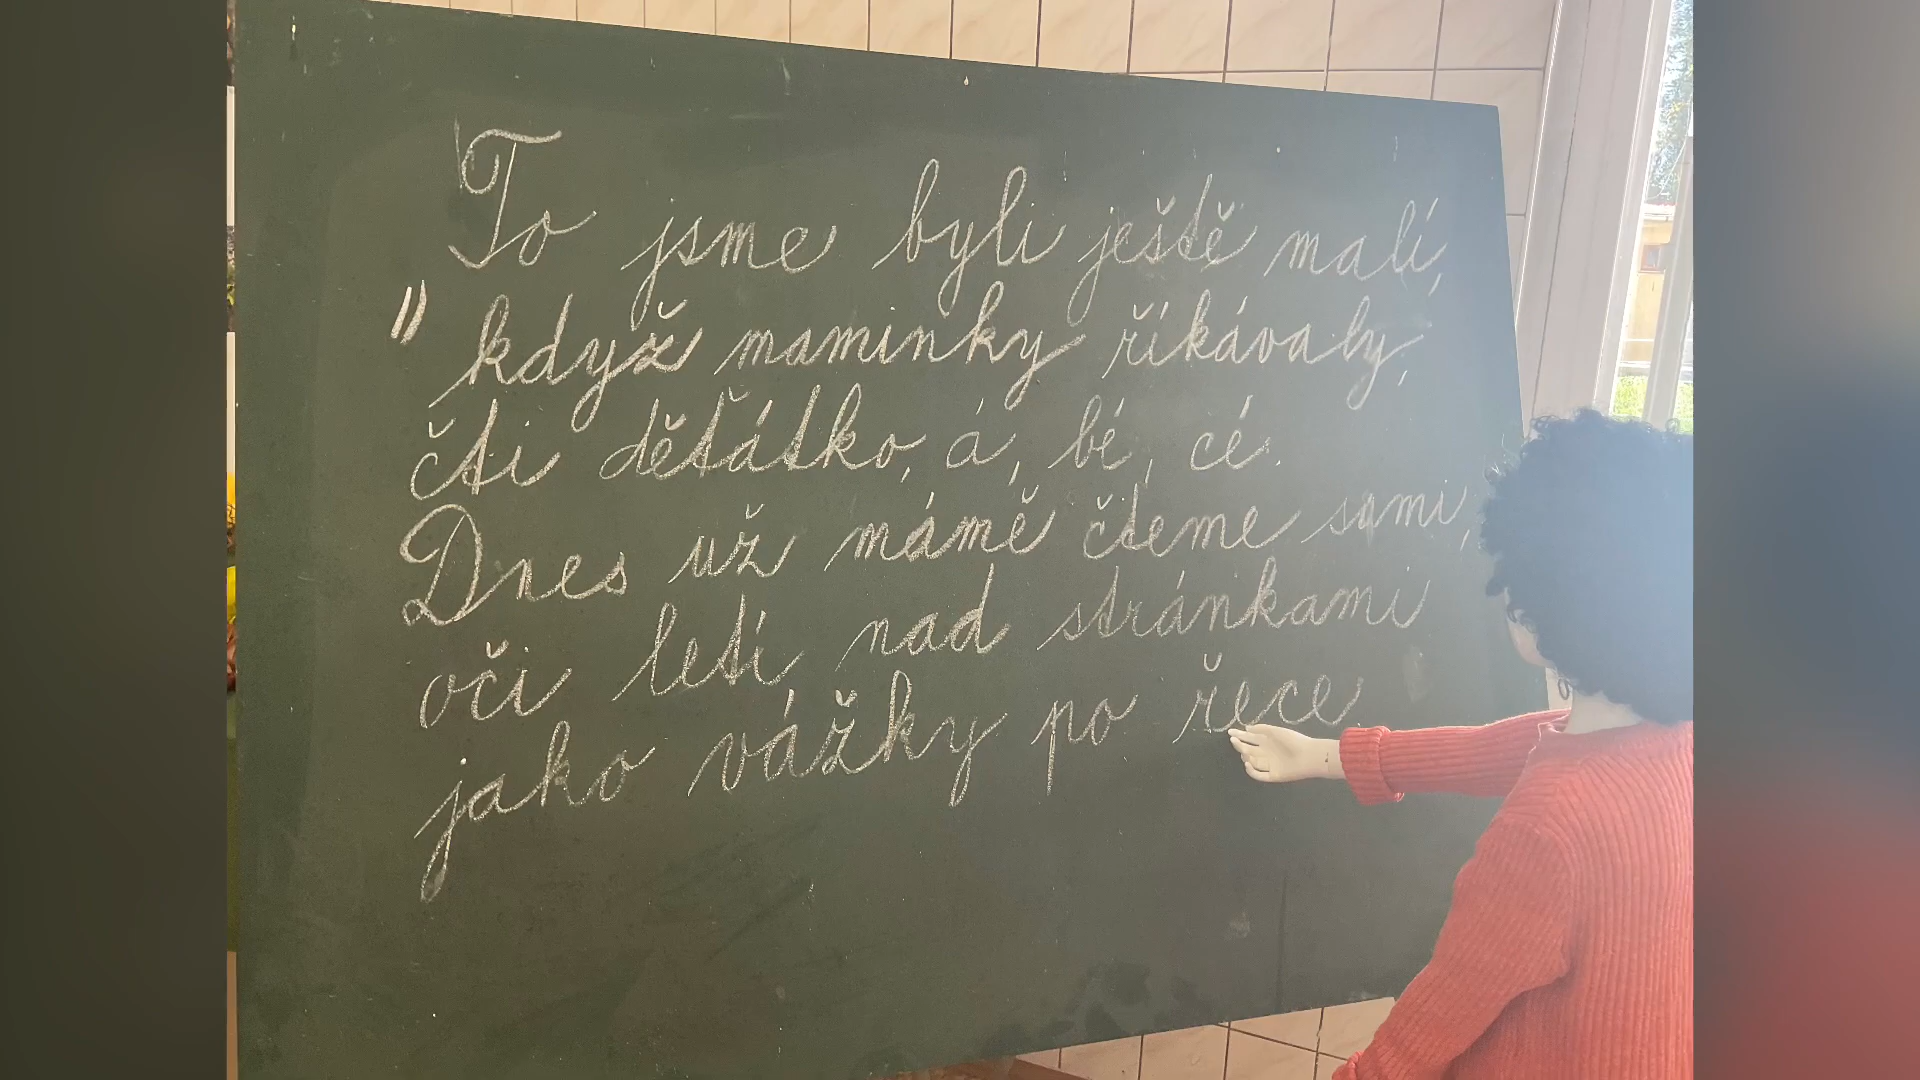 To jsme byli ještě malí,
" když maminky říkávaly,
čti děťátko, á, bé, cé.
Dnes už mámě čteme sami,
oči letí nad stránkami
jako vážky po řece